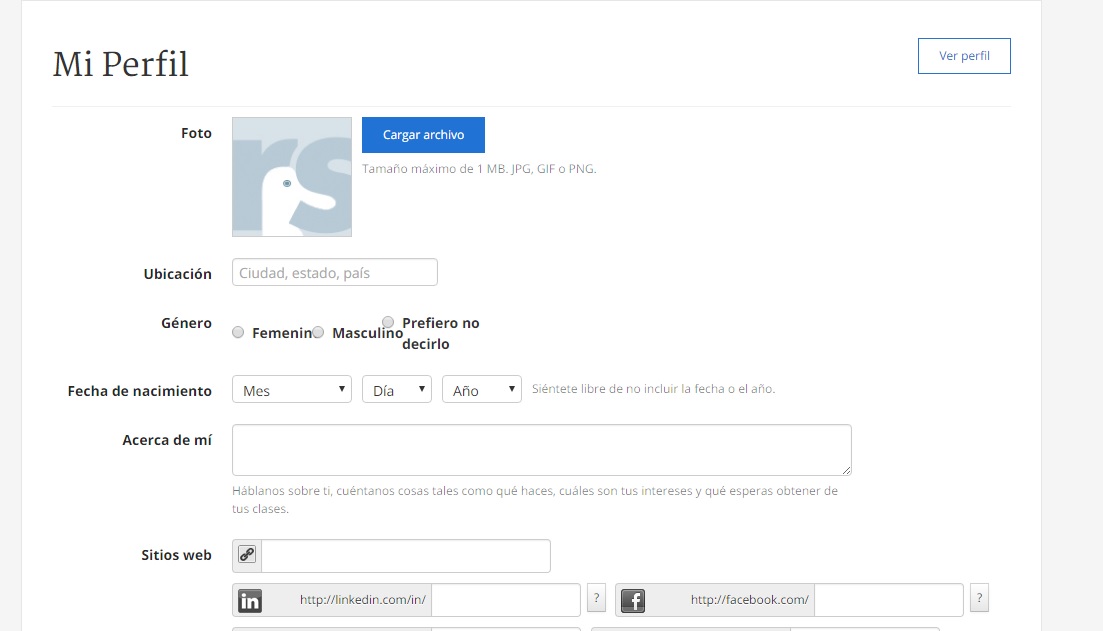 Mi Perfil
Ver perfil
Foto
rs
Cargar archivo
Tamaño máximo de 1 MB. JPG, GIF o PNG.
Ubicación
Ciudad, estado, país
Género
Femenin
Masculino
Prefiero no
decirlo
Fecha de nacimiento
Mes
Día
Año
Siéntete libre de no incluir la fecha o el año.
Acerca de mí
Háblanos sobre ti, cuéntanos cosas tales como qué haces, cuáles son tus intereses y qué esperas obtener de
tus clases.
Sitios web
in http://linkedin.com/in/ ? f http://facebook.com/ ?